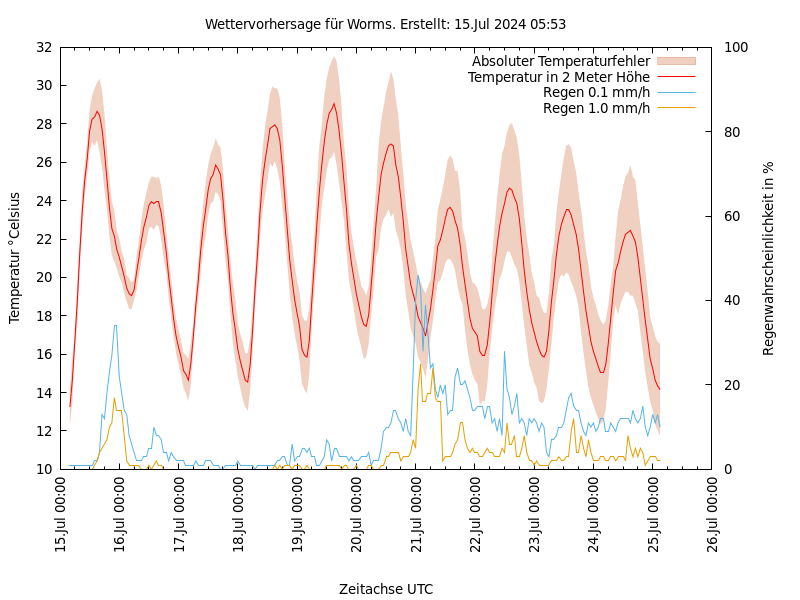 Wettervorhersage für Worms. Erstellt: 15.Jul 2024 05:53
Absoluter Temperaturfehler
Temperatur in 2 Meter Höhe
Regen 0.1 mm/h
Regen 1.0 mm/h
Temperatur °Celsius
32
30
28
26
24
22
20
18
16
14
12
10
100
80
60
40
20
0
Regenwahrscheinlichkeit in %
15.Jul 00:00
16.Jul 00:00
17.Jul 00:00
18.Jul 00:00
19.Jul 00:00
20.Jul 00:00
21.Jul 00:00
22.Jul 00:00
23.Jul 00:00
24.Jul 00:00
25.Jul 00:00
26.Jul 00:00
Zeitachse UTC